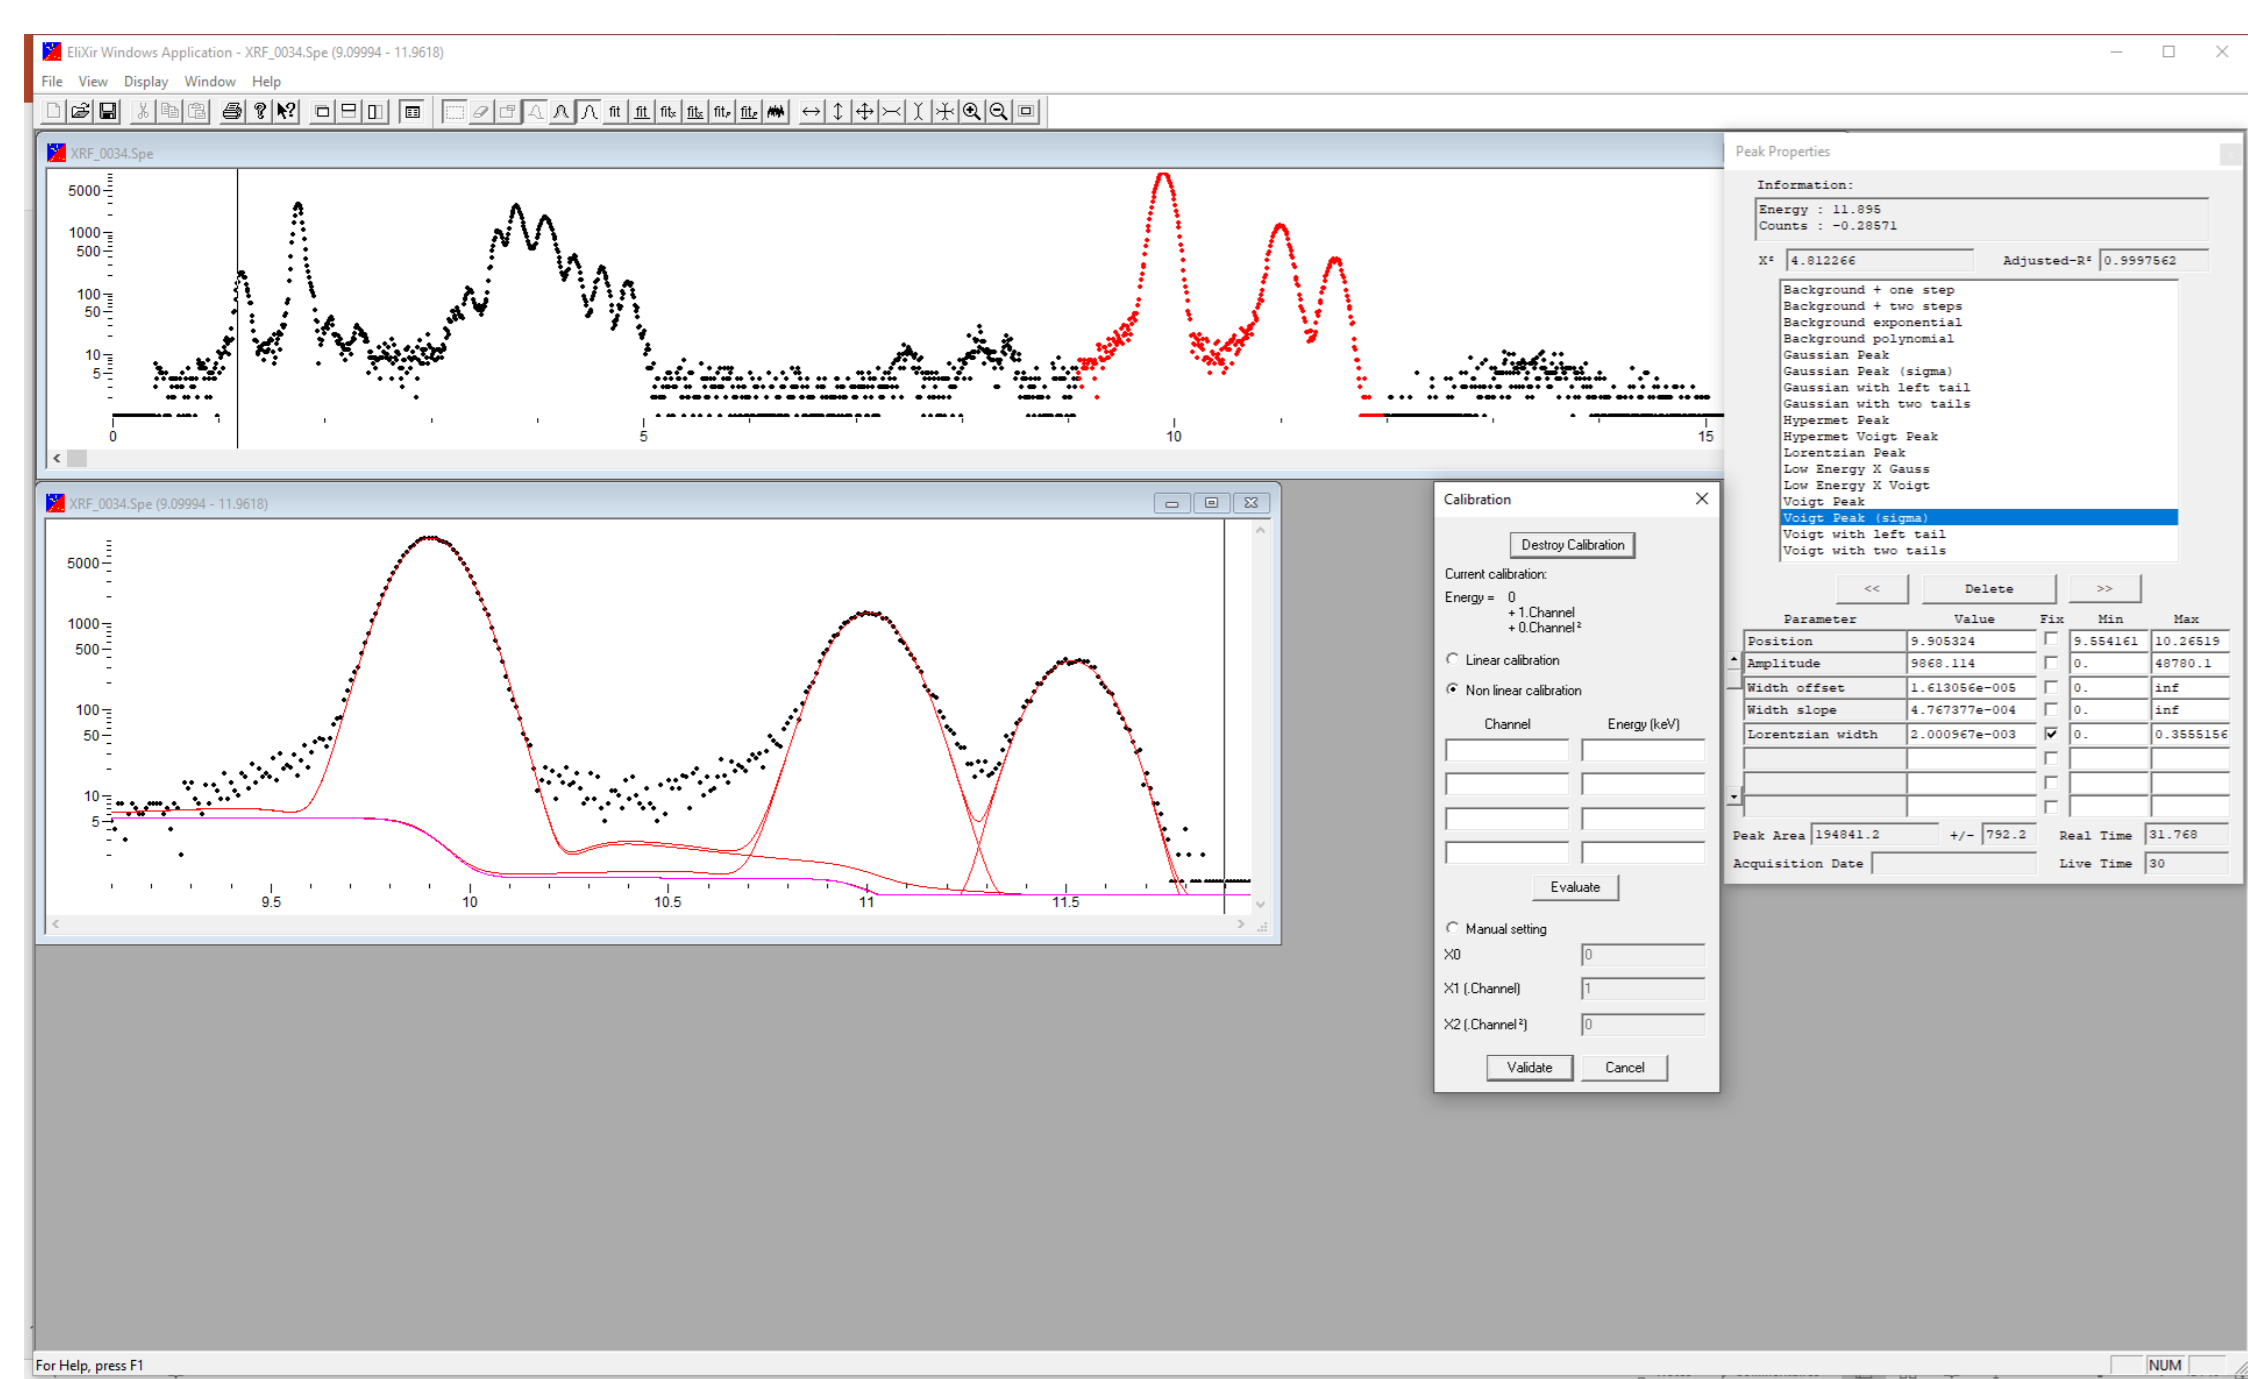 EliXir Windows Application - XRF_0034.Spe (9.09994 - 11.9618)
File View Display Window Help
fit fit fits fits fitp fitp
XRF_0034.Spe
5000
1000
500
100
50
10
5
0 5 10 15
XRF_0034.Spe (9.09994 - 11.9618)
5000
1000
500
100
50
10
5
9.5 10 10.5 11 11.5
Calibration
Destroy Calibration
Current calibration:
Energy = 0
+ 1.Channel
+ 0.Channel²
Linear calibration
Non linear calibration
Channel Energy (keV)
Evaluate
Manual setting
X0 0
X1 (.Channel) 1
X2 (.Channel²) 0
Validate Cancel
Peak Properties
Information:
Energy : 11.895
Counts : -0.28571
X² 4.812266 Adjusted-R² 0.9997562
Background + one step
Background + two steps
Background exponential
Background polynomial
Gaussian Peak
Gaussian Peak (sigma)
Gaussian with left tail
Gaussian with two tails
Hypermet Peak
Hypermet Voigt Peak
Lorentzian Peak
Low Energy X Gauss
Low Energy X Voigt
Voigt Peak
Voigt Peak (sigma)
Voigt with left tail
Voigt with two tails
<< Delete >>
Parameter Value Fix Min Max
Position 9.905324 9.554161 10.26519
Amplitude 9868.114 0. 48780.1
Width offset 1.613056e-005 0. inf
Width slope 4.767377e-004 0. inf
Lorentzian width 2.000967e-003 0. 0.3555156
Peak Area 194841.2 +/- 792.2 Real Time 31.768
Acquisition Date Live Time 30
For Help, press F1
NUM